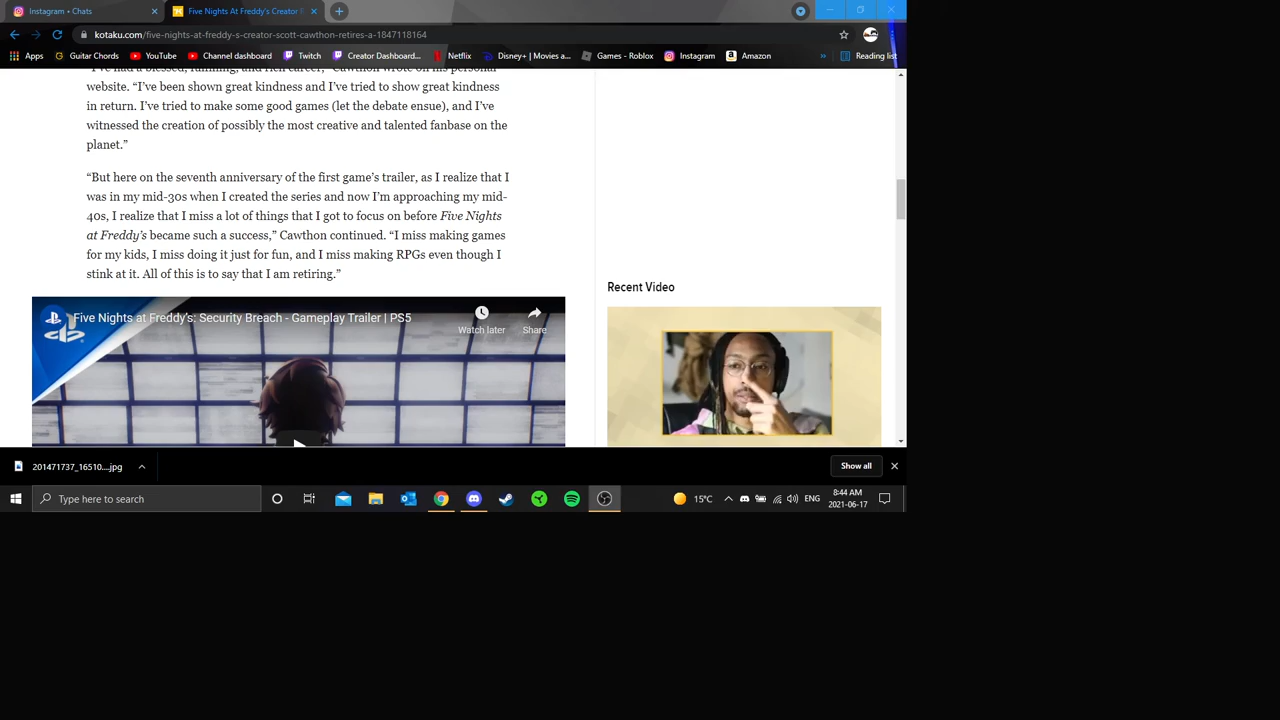 Instagram • Chats
Five Nights At Freddy's Creator
kotaku.com/five-nights-at-freddy-s-creator-scott-cawthon-retires-a-1847118164
Apps Guitar Chords YouTube Channel dashboard Twitch Creator Dashboar... Netflix Disney+ | Movies a... Games - Roblox Instagram Amazon » Reading list
Cawthon wrote on his personal
website. “I’ve been shown great kindness and I’ve tried to show great kindness
in return. I’ve tried to make some good games (let the debate ensue), and I’ve
witnessed the creation of possibly the most creative and talented fanbase on the
planet.”
“But here on the seventh anniversary of the first game’s trailer, as I realize that I
was in my mid-30s when I created the series and now I’m approaching my mid-
40s, I realize that I miss a lot of things that I got to focus on before Five Nights
at Freddy’s became such a success,” Cawthon continued. “I miss making games
for my kids, I miss doing it just for fun, and I miss making RPGs even though I
stink at it. All of this is to say that I am retiring.”
Five Nights at Freddy's: Security Breach - Gameplay Trailer | PS5
Watch later
Share
Recent Video
201471737_16510....jpg
Show all
Type here to search
15°C
ENG
8:44 AM
2021-06-17